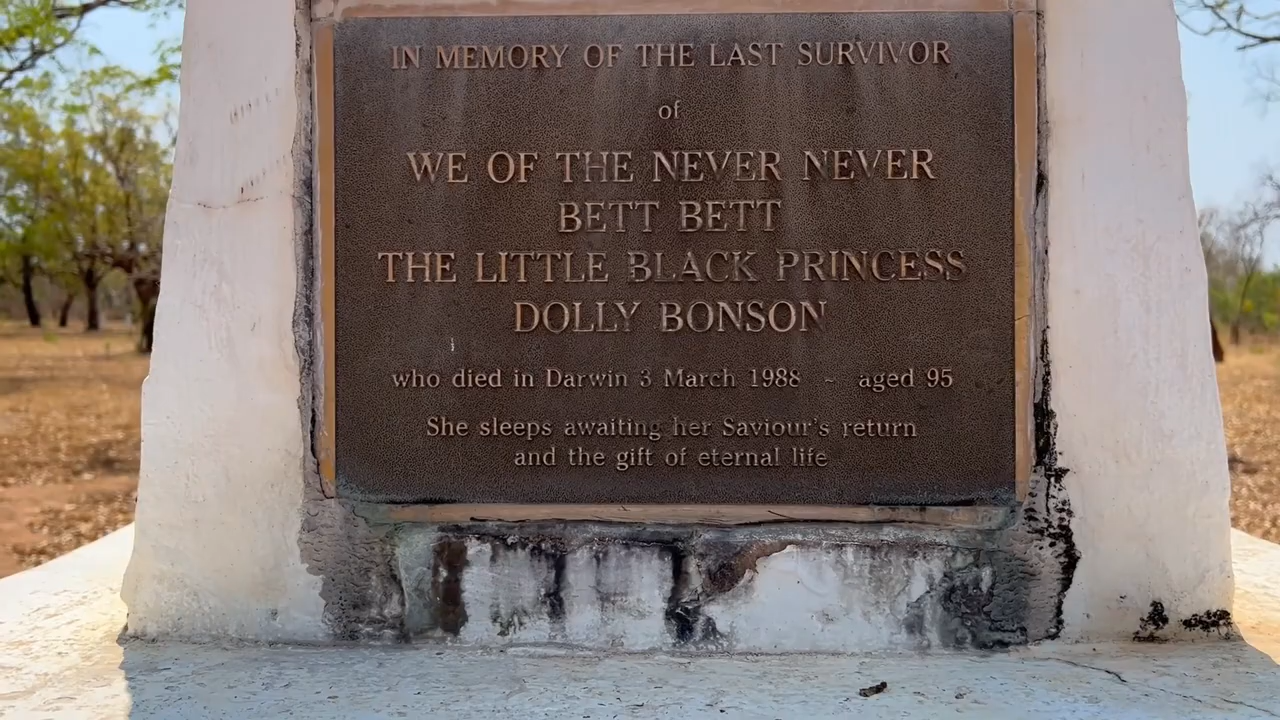 IN MEMORY OF THE LAST SURVIVOR
of
WE OF THE NEVER NEVER
BETT BETT
THE LITTLE BLACK PRINCESS
DOLLY BONSON
who died in Darwin 3 March 1988 ~ aged 95
She sleeps awaiting her Saviour's return
and the gift of eternal life